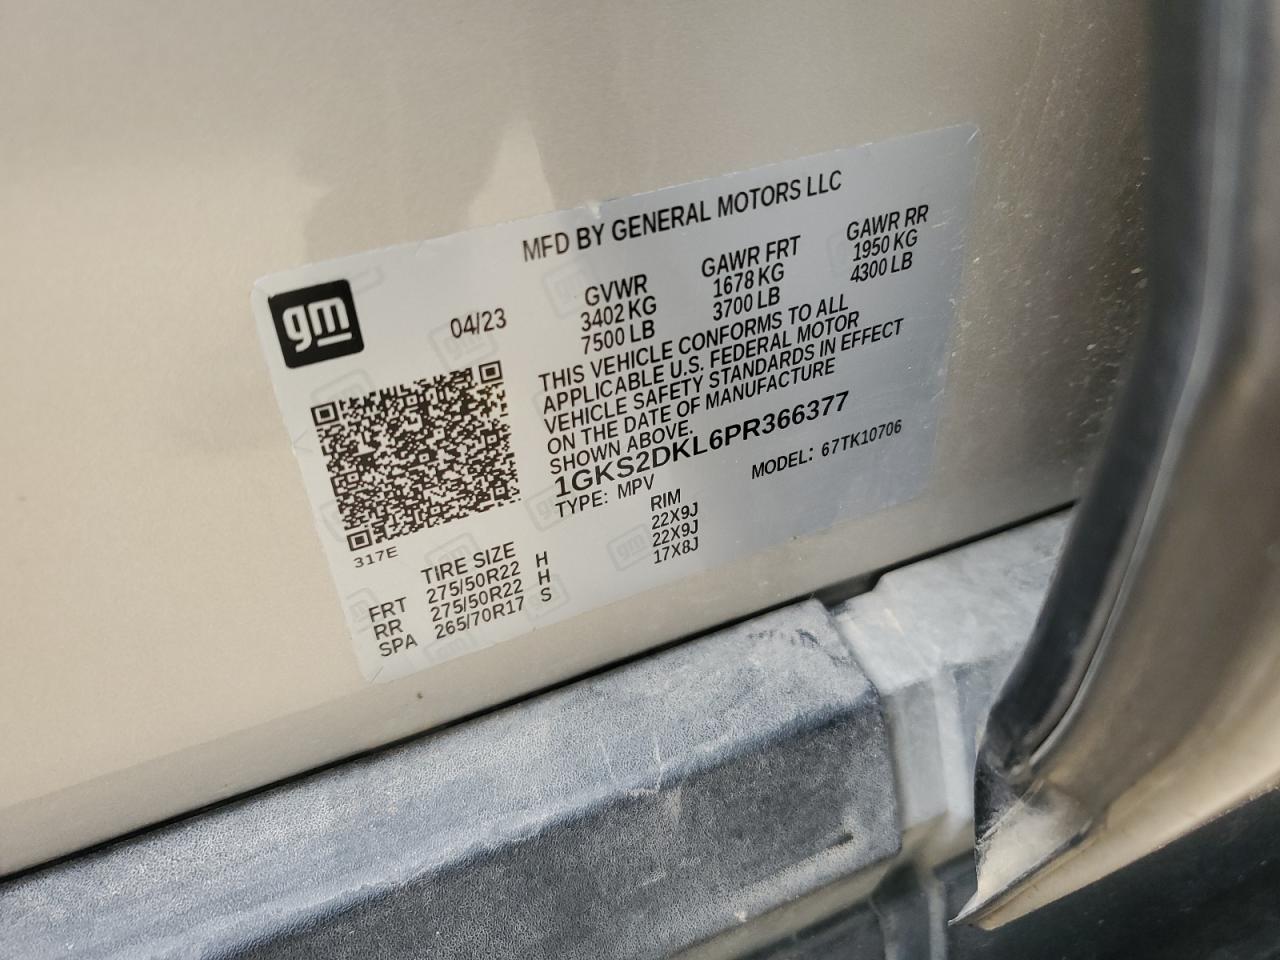 MFD BY GENERAL MOTORS LLC
gm
04/23
GVWR
3402 KG
7500 LB
GAWR FRT
1678 KG
3700 LB
GAWR RR
1950 KG
4300 LB
THIS VEHICLE CONFORMS TO ALL
APPLICABLE U.S. FEDERAL MOTOR
VEHICLE SAFETY STANDARDS IN EFFECT
ON THE DATE OF MANUFACTURE
SHOWN ABOVE.
1GKS2DKL6PR366377
TYPE: MPV
MODEL: 67TK10706
317E
TIRE SIZE
RIM
FRT 275/50R22 H 22X9J
RR 275/50R22 H 22X9J
SPA 265/70R17 S 17X8J